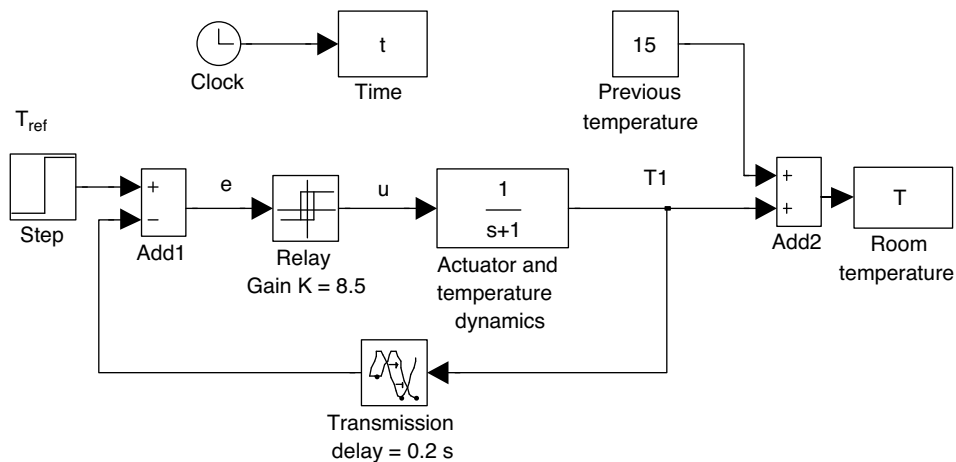 t
15
Clock
Time
Previous
temperature
T_ref
Step
+
−
Add1
e
Relay
Gain K = 8.5
u
1
s+1
Actuator and
temperature
dynamics
T1
+
+
Add2
T
Room
temperature
Transmission
delay = 0.2 s